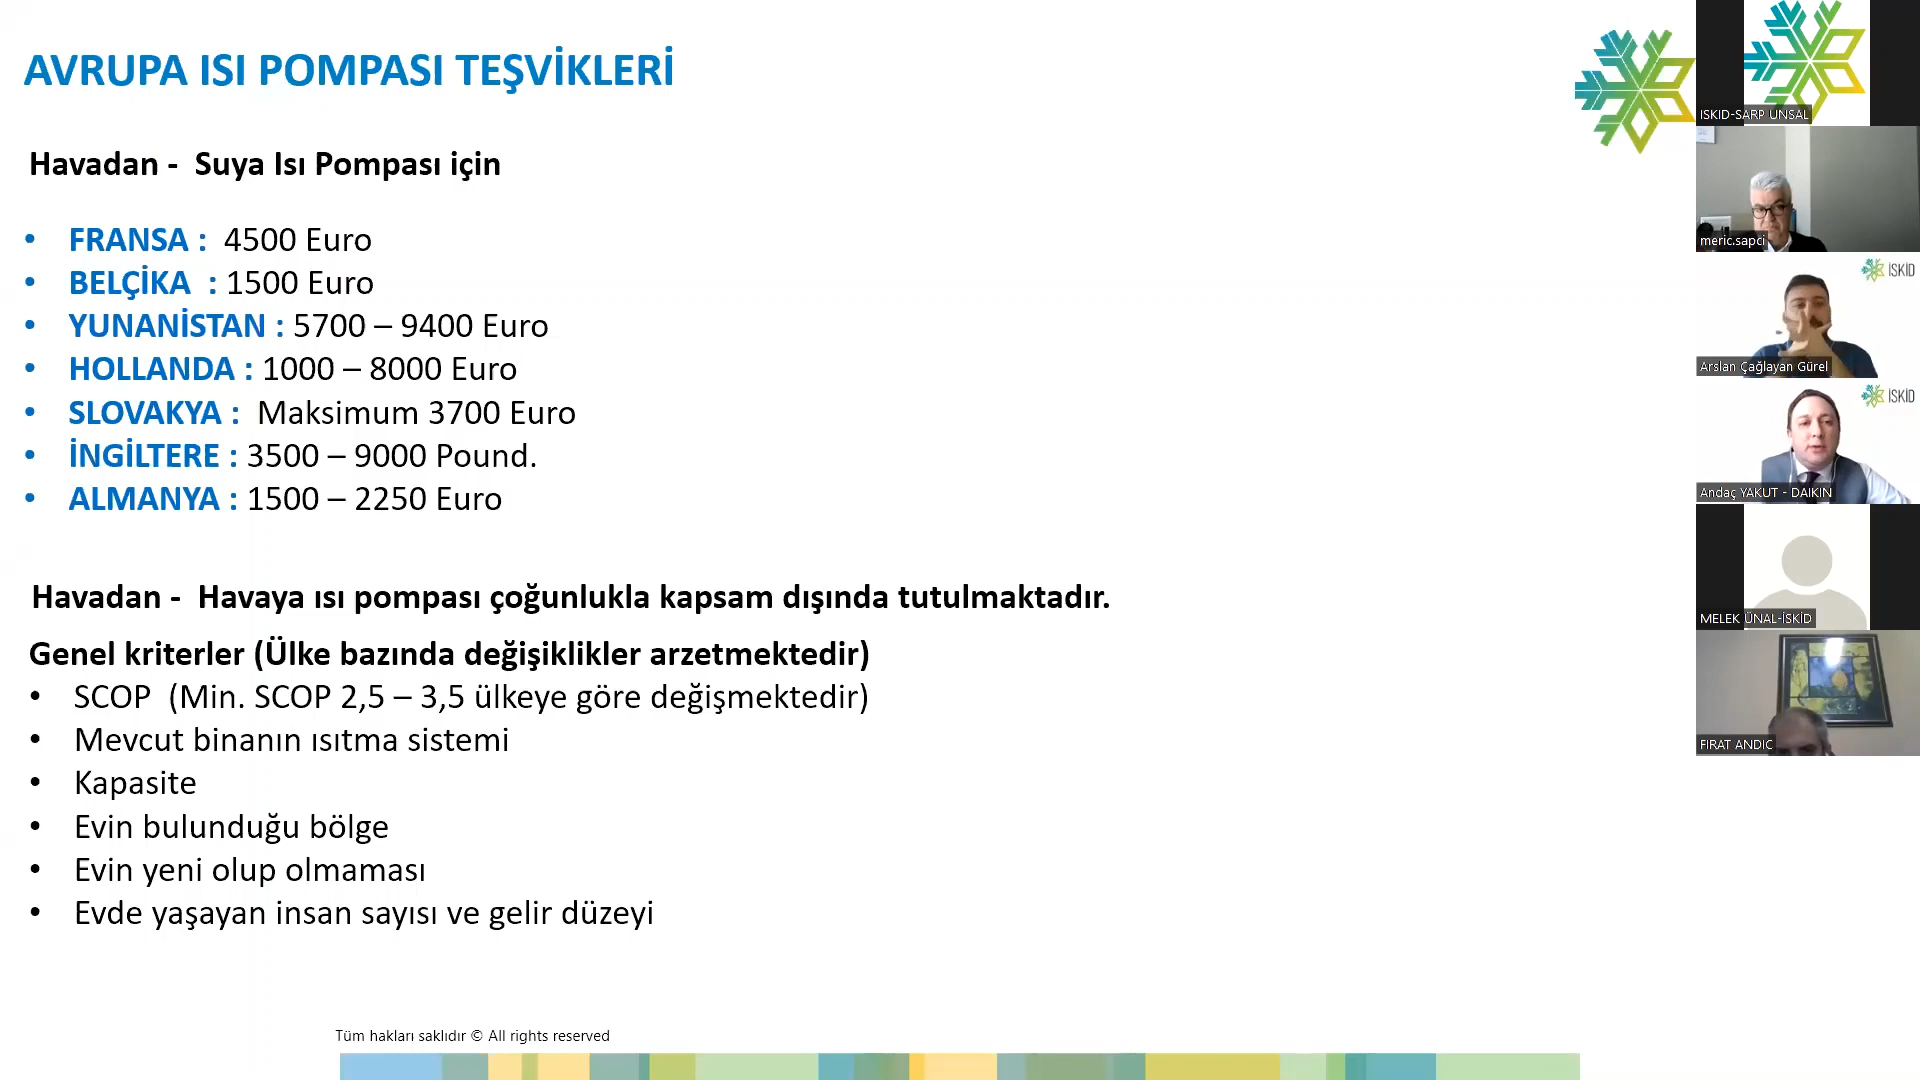 AVRUPA ISI POMPASI TEŞVİKLERİ
Havadan - Suya Isı Pompası için
• FRANSA : 4500 Euro
• BELÇİKA : 1500 Euro
• YUNANİSTAN : 5700 – 9400 Euro
• HOLLANDA : 1000 – 8000 Euro
• SLOVAKYA : Maksimum 3700 Euro
• İNGİLTERE : 3500 – 9000 Pound.
• ALMANYA : 1500 – 2250 Euro
Havadan - Havaya ısı pompası çoğunlukla kapsam dışında tutulmaktadır.
Genel kriterler (Ülke bazında değişiklikler arzetmektedir)
• SCOP (Min. SCOP 2,5 – 3,5 ülkeye göre değişmektedir)
• Mevcut binanın ısıtma sistemi
• Kapasite
• Evin bulunduğu bölge
• Evin yeni olup olmaması
• Evde yaşayan insan sayısı ve gelir düzeyi
Tüm hakları saklıdır © All rights reserved
ISKID-SARP ÜNSAL
meric.sapci
İSKİD
Arslan Çağlayan Gürel
İSKİD
Andaç YAKUT - DAIKIN
MELEK ÜNAL-İSKİD
FIRAT ANDIC